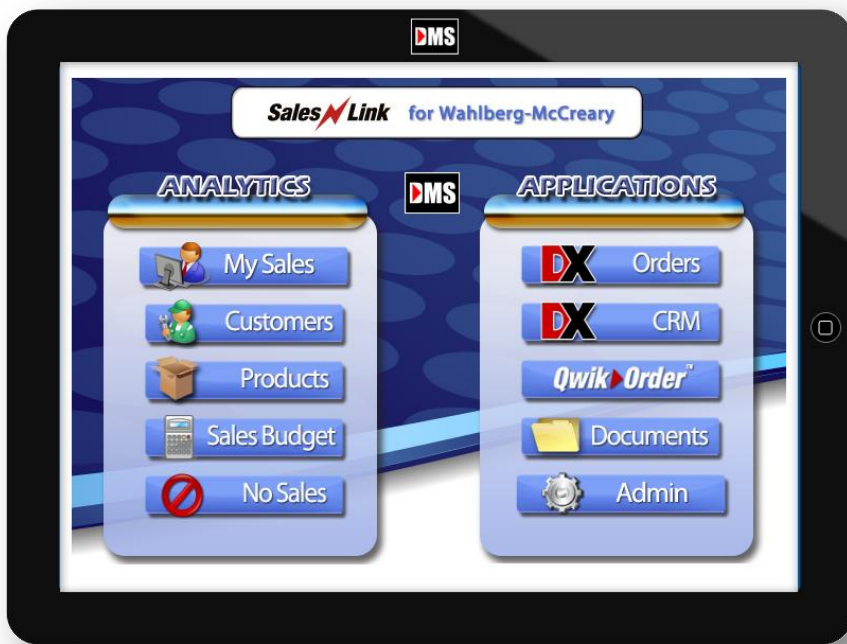 DMS
Sales Link for Wahlberg-McCreary
ANALYTICS
DMS
APPLICATIONS
My Sales
Customers
Products
Sales Budget
No Sales
DX Orders
DX CRM
Qwik Order™
Documents
Admin